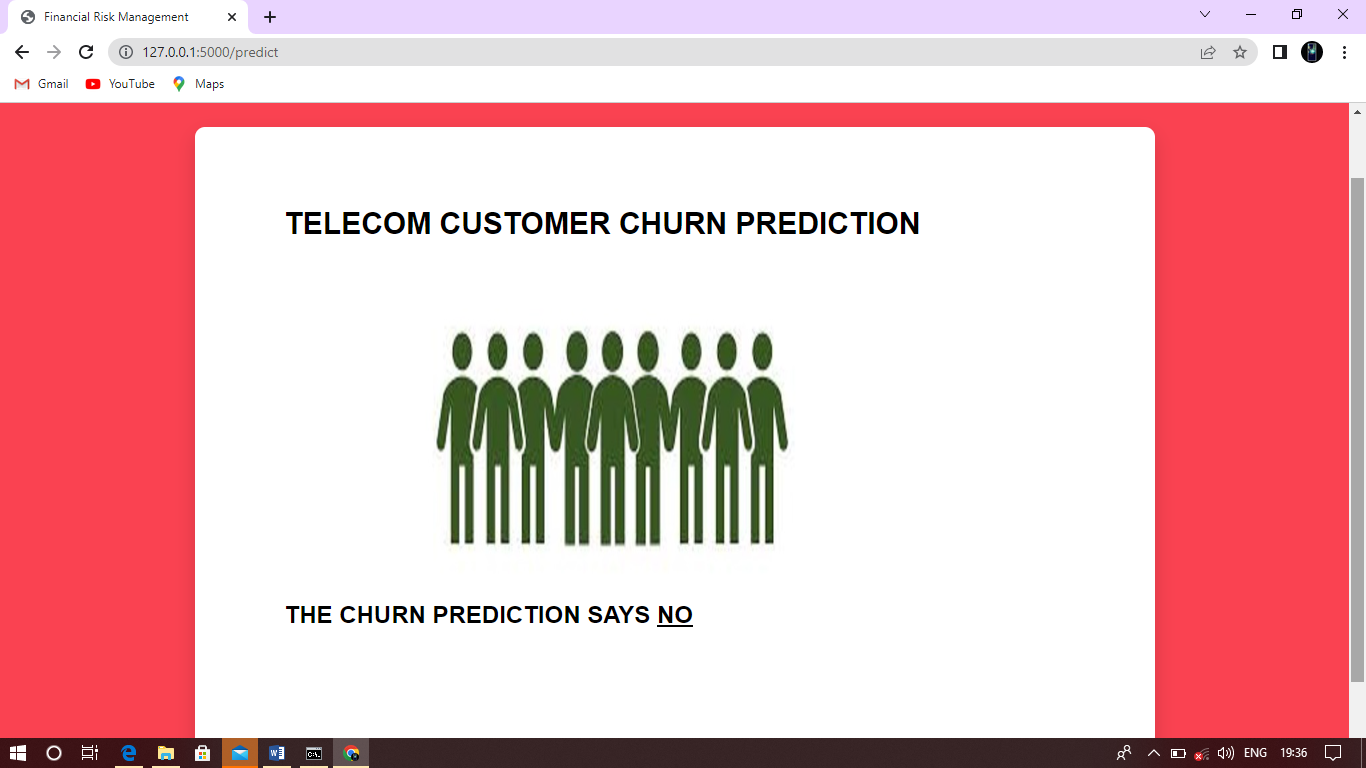 Financial Risk Management
127.0.0.1:5000/predict
Gmail YouTube Maps
TELECOM CUSTOMER CHURN PREDICTION
THE CHURN PREDICTION SAYS NO
ENG 19:36